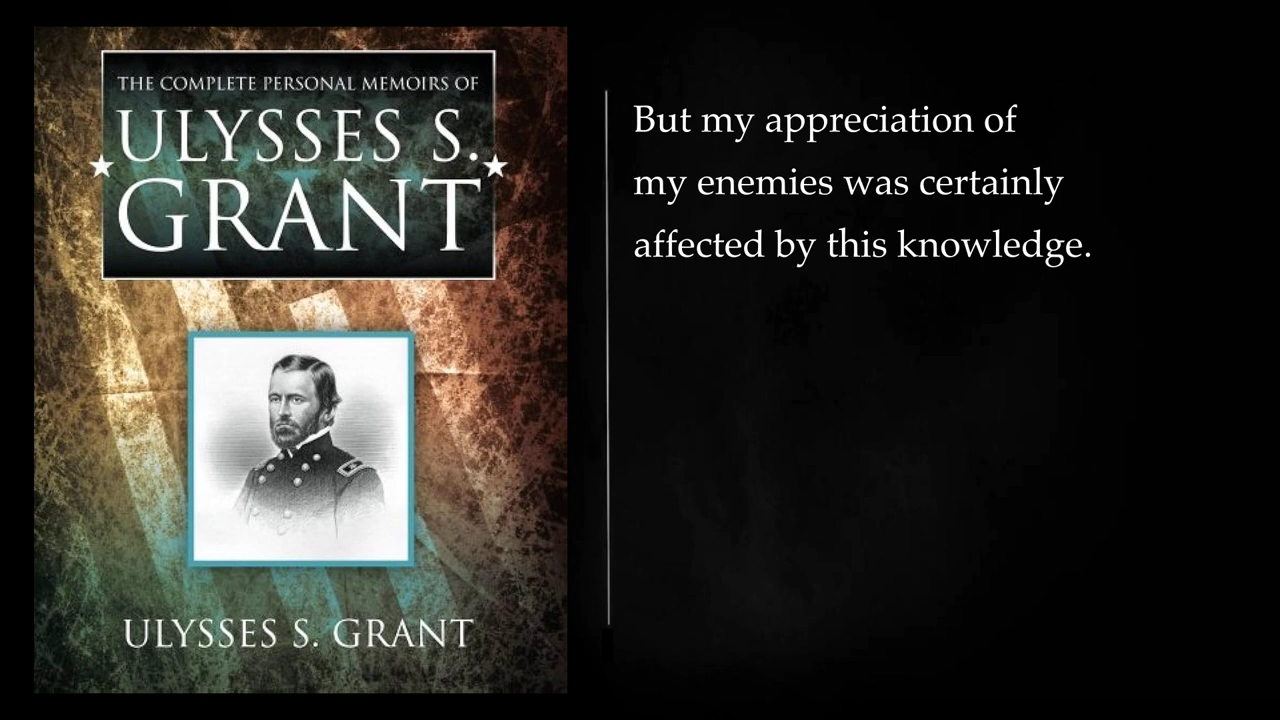 THE COMPLETE PERSONAL MEMOIRS OF
ULYSSES S.
GRANT
ULYSSES S. GRANT
But my appreciation of
my enemies was certainly
affected by this knowledge.